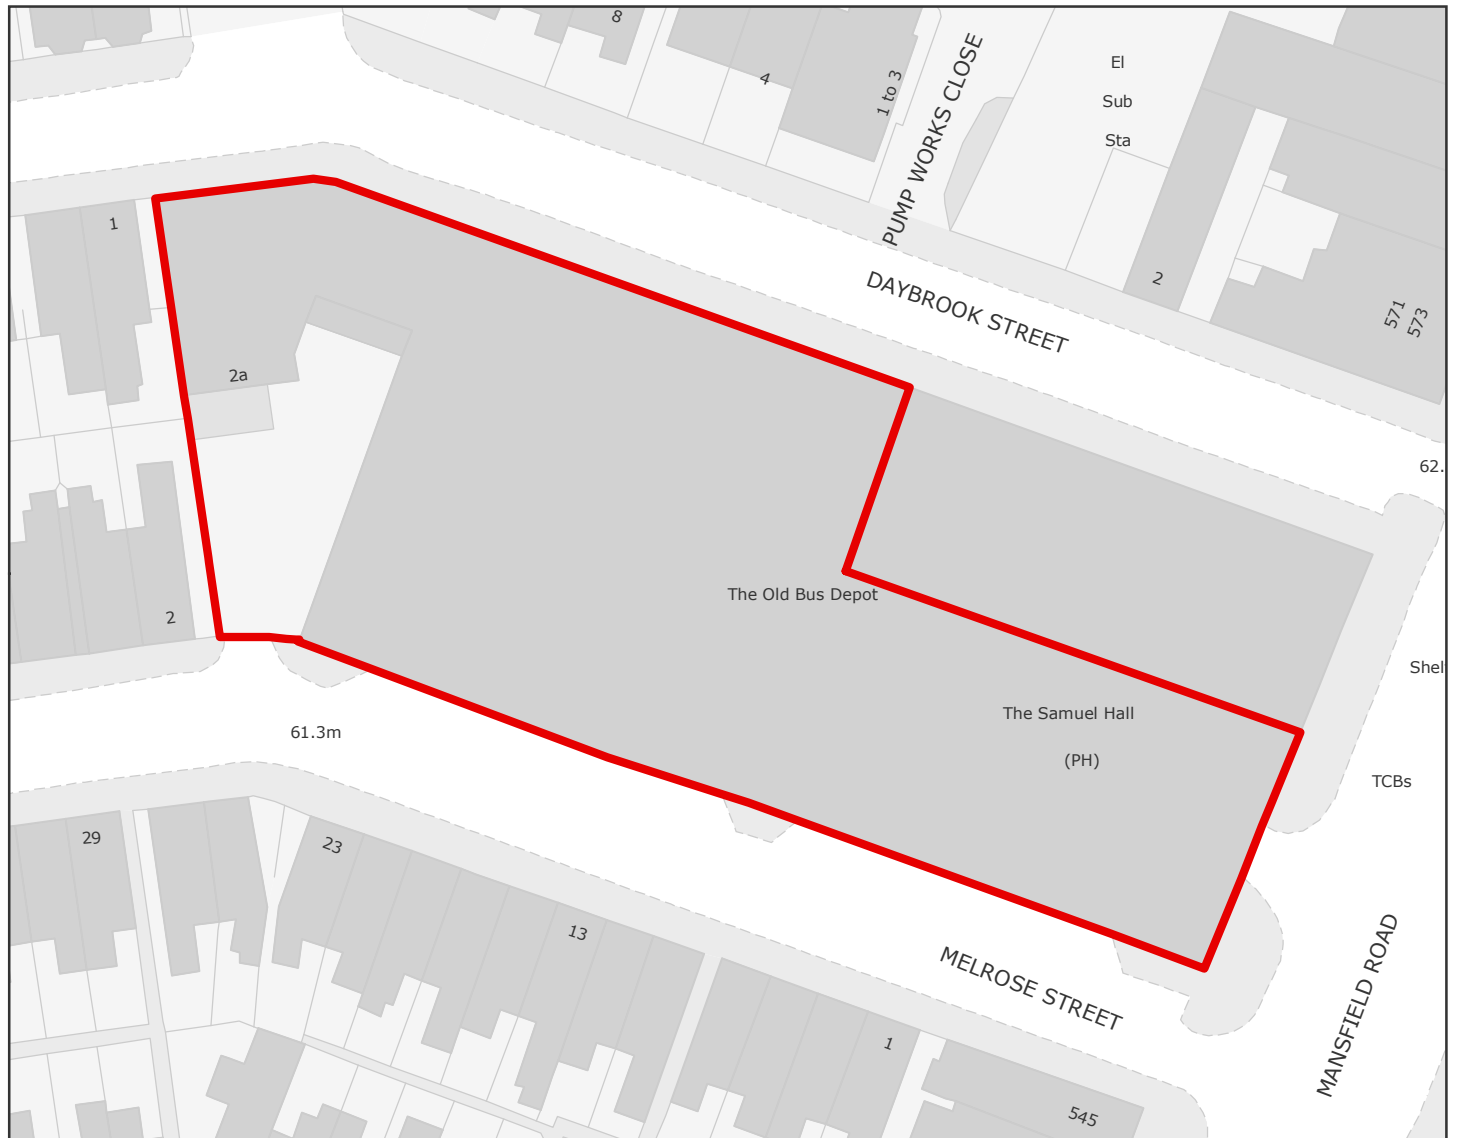 8
4
1 to 3
PUMP WORKS CLOSE
El
Sub
Sta
2
571
573
1
DAYBROOK STREET
2a
62.
The Old Bus Depot
2
Shel
The Samuel Hall
(PH)
61.3m
TCBs
29
23
13
MELROSE STREET
MANSFIELD ROAD
1
545